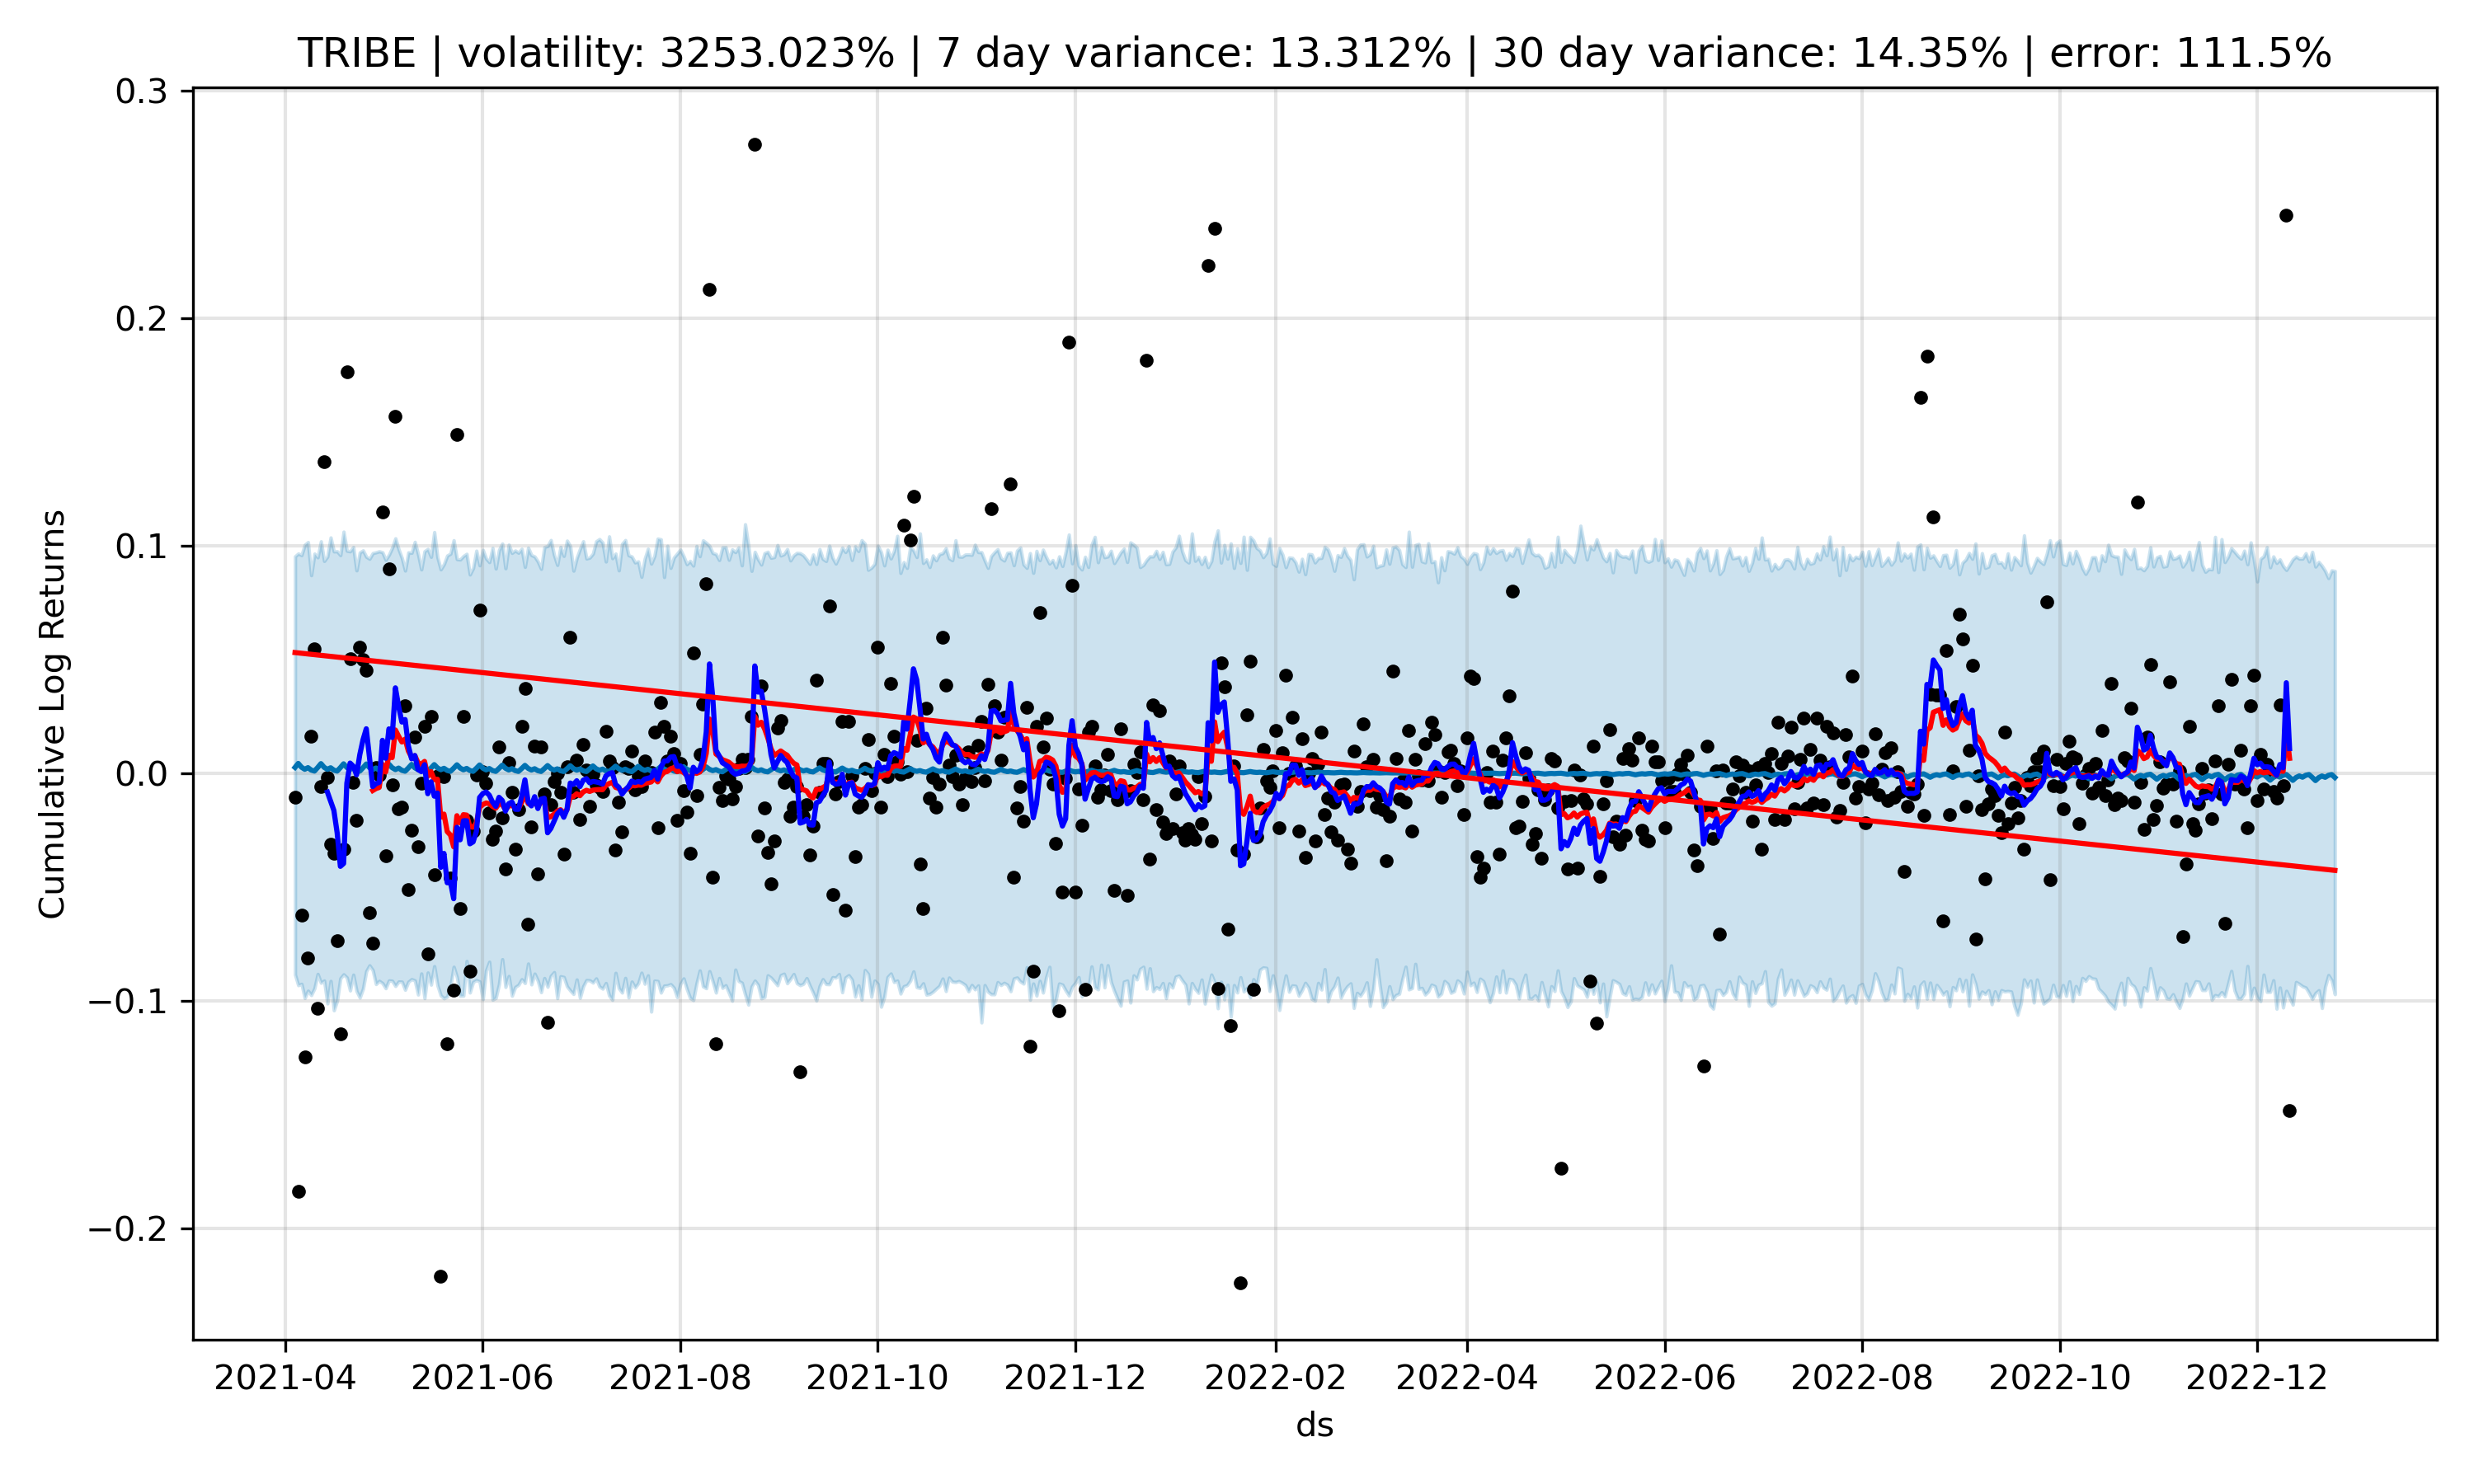 TRIBE | volatility: 3253.023% | 7 day variance: 13.312% | 30 day variance: 14.35% | error: 111.5%
Cumulative Log Returns
0.3
0.2
0.1
0.0
−0.1
−0.2
2021-04 2021-06 2021-08 2021-10 2021-12 2022-02 2022-04 2022-06 2022-08 2022-10 2022-12
ds